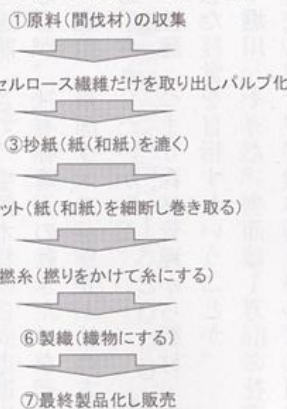 ①原料(間伐材)の収集
セルロース繊維だけを取り出しパルプ化
③抄紙(紙(和紙)を漉く)
ット(紙(和紙)を細断し巻き取る)
撚糸(撚りをかけて糸にする)
⑥製織(織物にする)
⑦最終製品化し販売